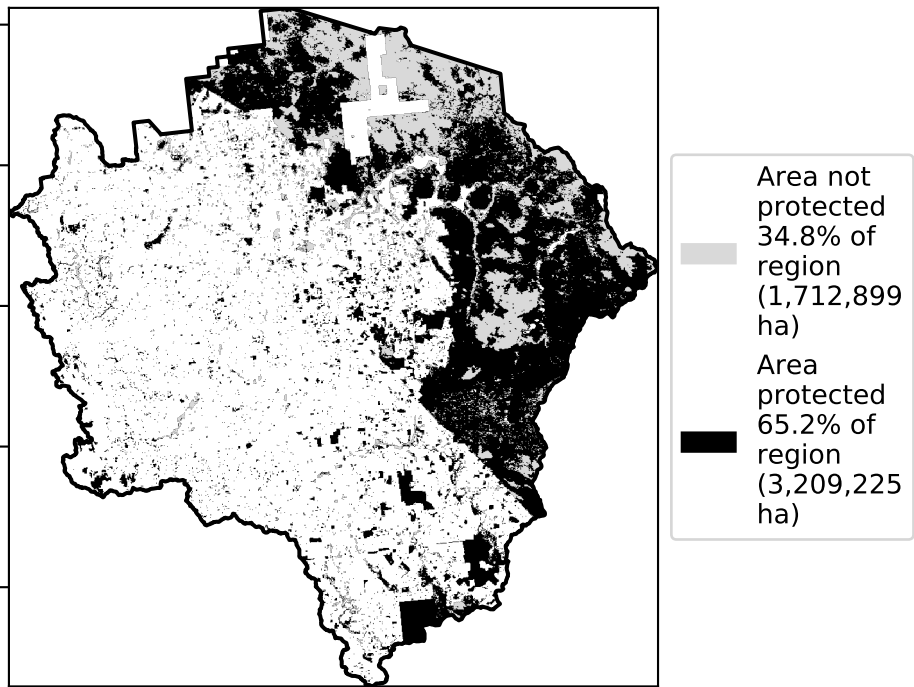 Area not
protected
34.8% of
region
(1,712,899
ha)
Area
protected
65.2% of
region
(3,209,225
ha)